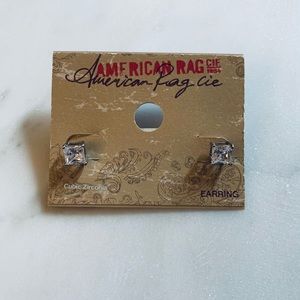 AMERICAN RAG CIE
American Rag Cie
Cubic Zirconia
EARRING